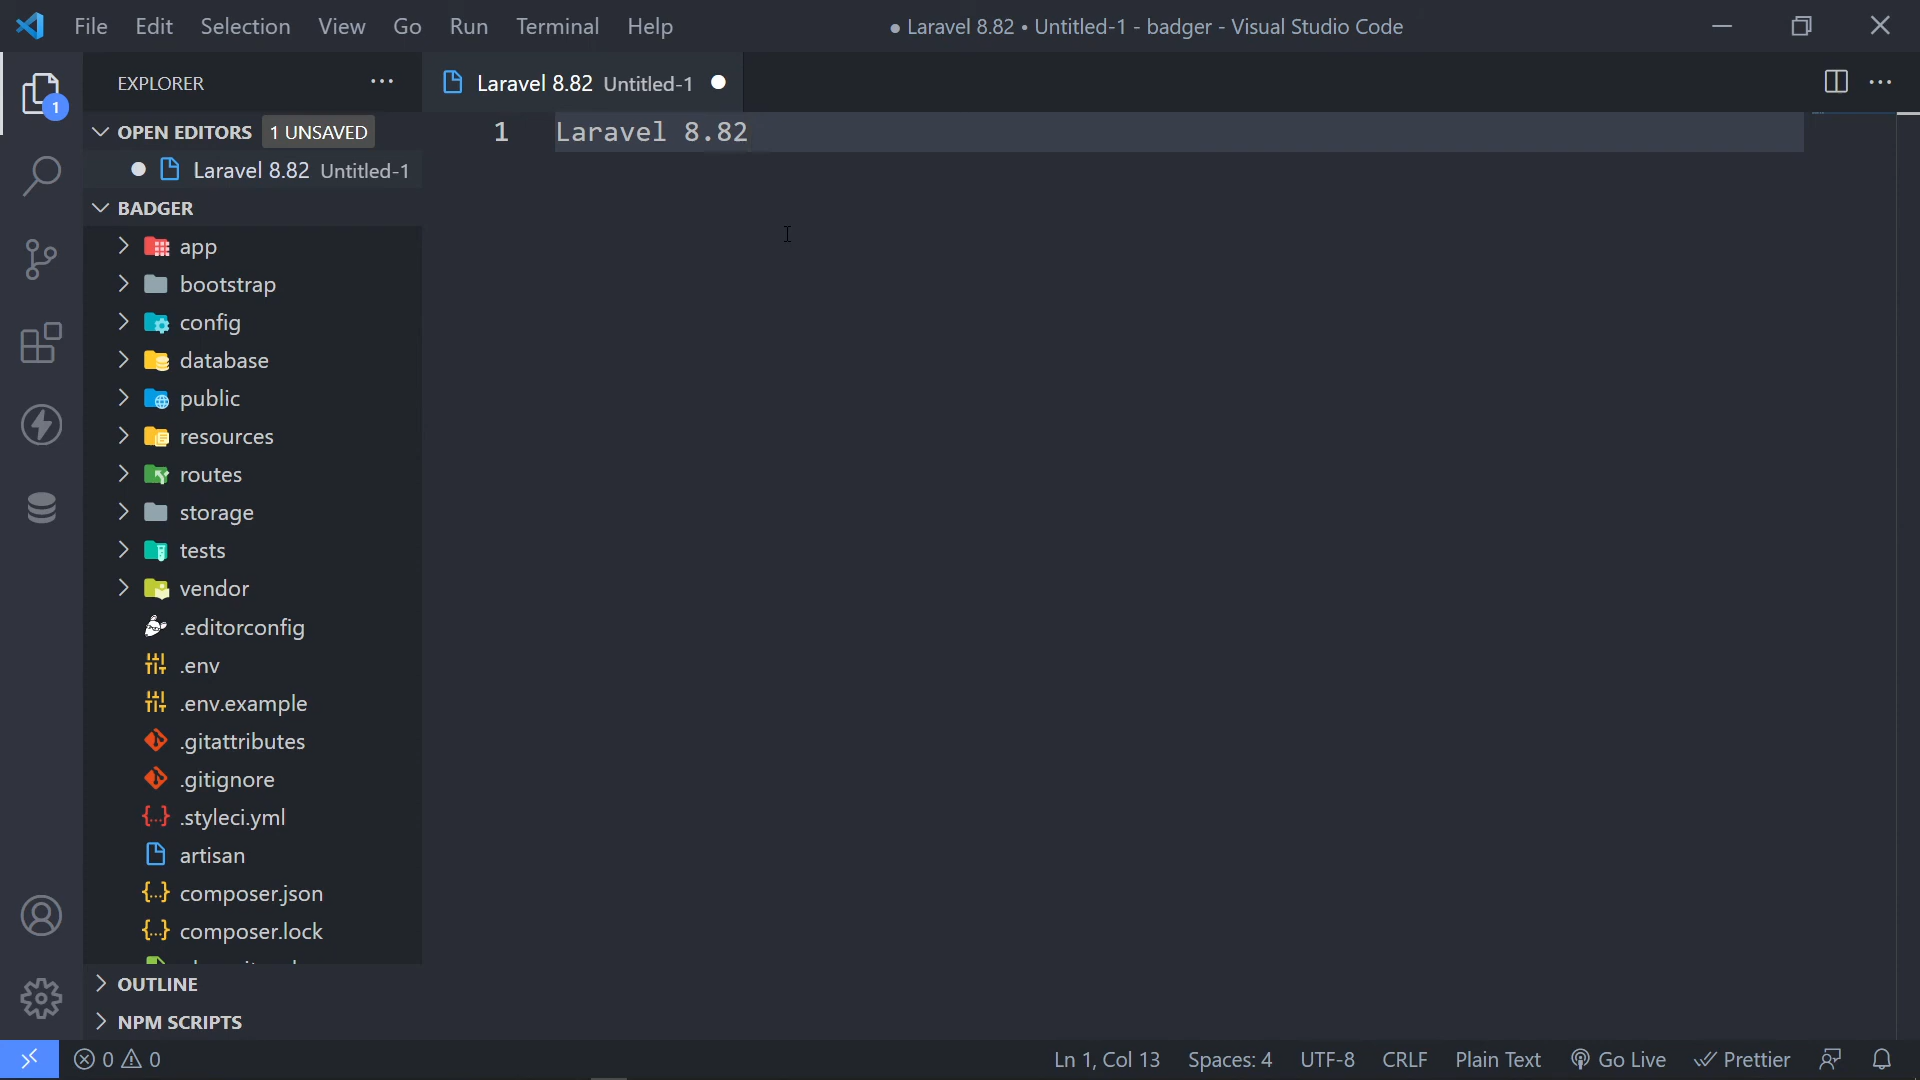 File Edit Selection View Go Run Terminal Help
● Laravel 8.82 • Untitled-1 - badger - Visual Studio Code
EXPLORER
Laravel 8.82 Untitled-1
1
OPEN EDITORS 1 UNSAVED
Laravel 8.82 Untitled-1
BADGER
app
bootstrap
config
database
public
resources
routes
storage
tests
vendor
.editorconfig
.env
.env.example
.gitattributes
.gitignore
.styleci.yml
artisan
composer.json
composer.lock
OUTLINE
NPM SCRIPTS
1 Laravel 8.82
0 0
Ln 1, Col 13 Spaces: 4 UTF-8 CRLF Plain Text Go Live Prettier